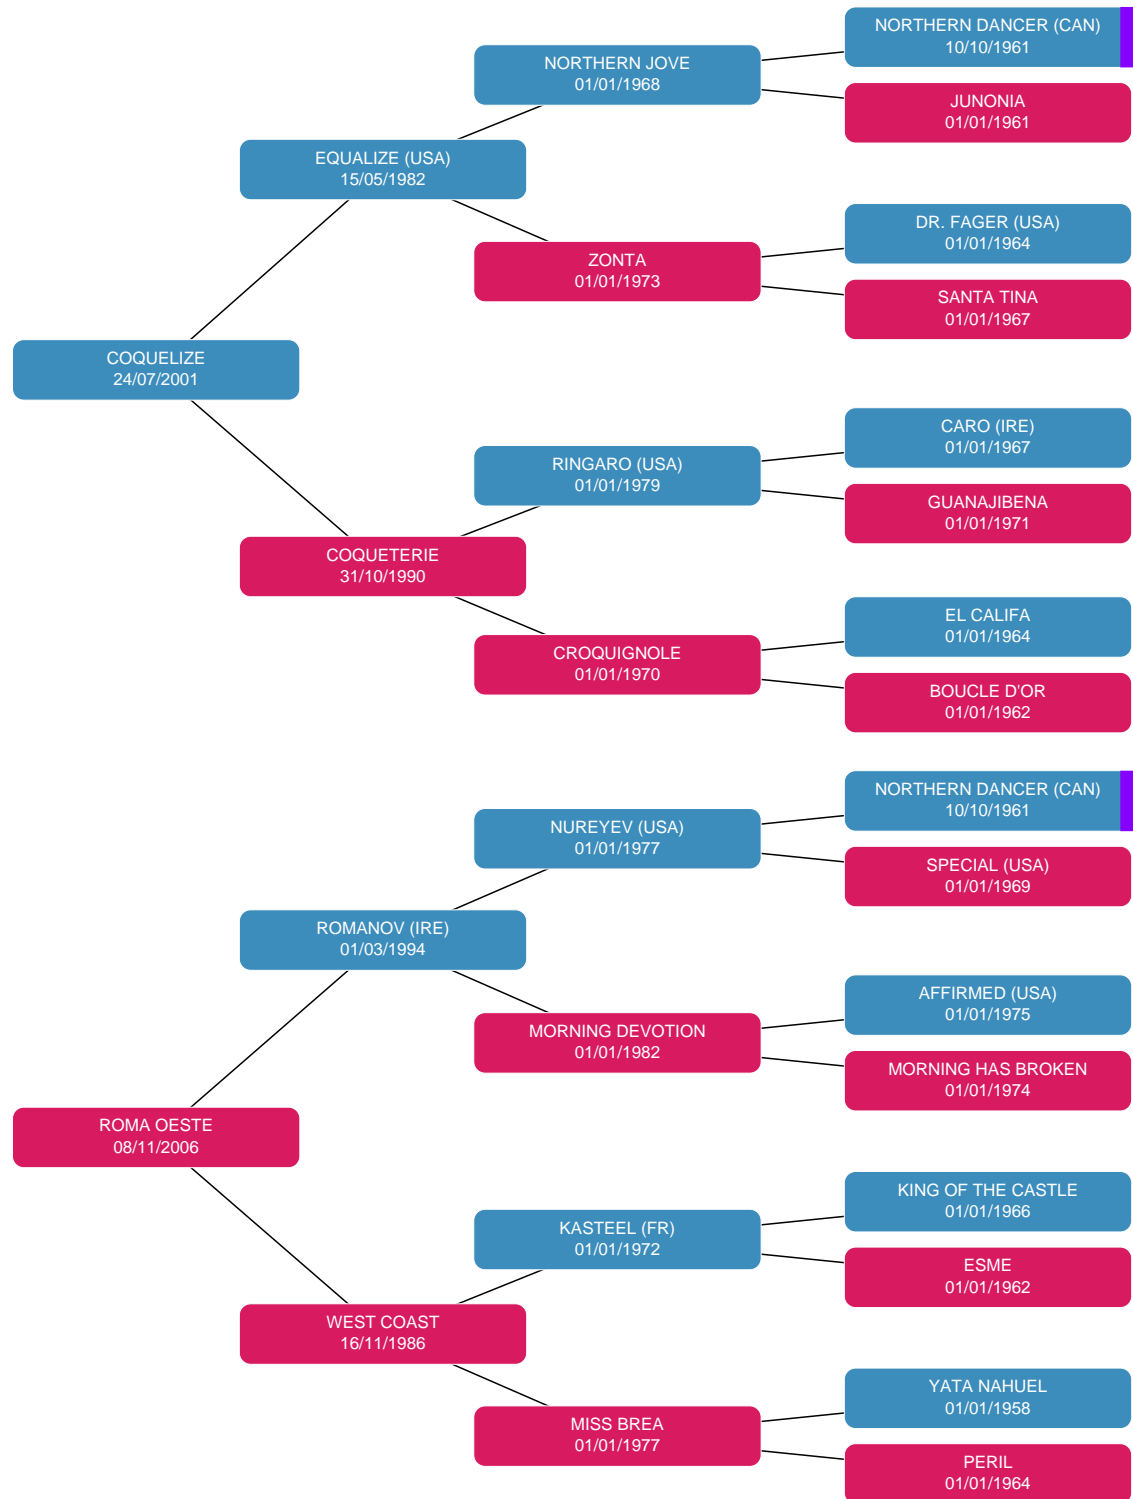 NORTHERN DANCER (CAN)
10/10/1961
NORTHERN JOVE
01/01/1968
JUNONIA
01/01/1961
EQUALIZE (USA)
15/05/1982
DR. FAGER (USA)
01/01/1964
ZONTA
01/01/1973
SANTA TINA
01/01/1967
COQUELIZE
24/07/2001
CARO (IRE)
01/01/1967
RINGARO (USA)
01/01/1979
GUANAJIBENA
01/01/1971
COQUETERIE
31/10/1990
EL CALIFA
01/01/1964
CROQUIGNOLE
01/01/1970
BOUCLE D'OR
01/01/1962
NORTHERN DANCER (CAN)
10/10/1961
NUREYEV (USA)
01/01/1977
SPECIAL (USA)
01/01/1969
ROMANOV (IRE)
01/03/1994
AFFIRMED (USA)
01/01/1975
MORNING DEVOTION
01/01/1982
MORNING HAS BROKEN
01/01/1974
ROMA OESTE
08/11/2006
KING OF THE CASTLE
01/01/1966
KASTEEL (FR)
01/01/1972
ESME
01/01/1962
WEST COAST
16/11/1986
YATA NAHUEL
01/01/1958
MISS BREA
01/01/1977
PERIL
01/01/1964